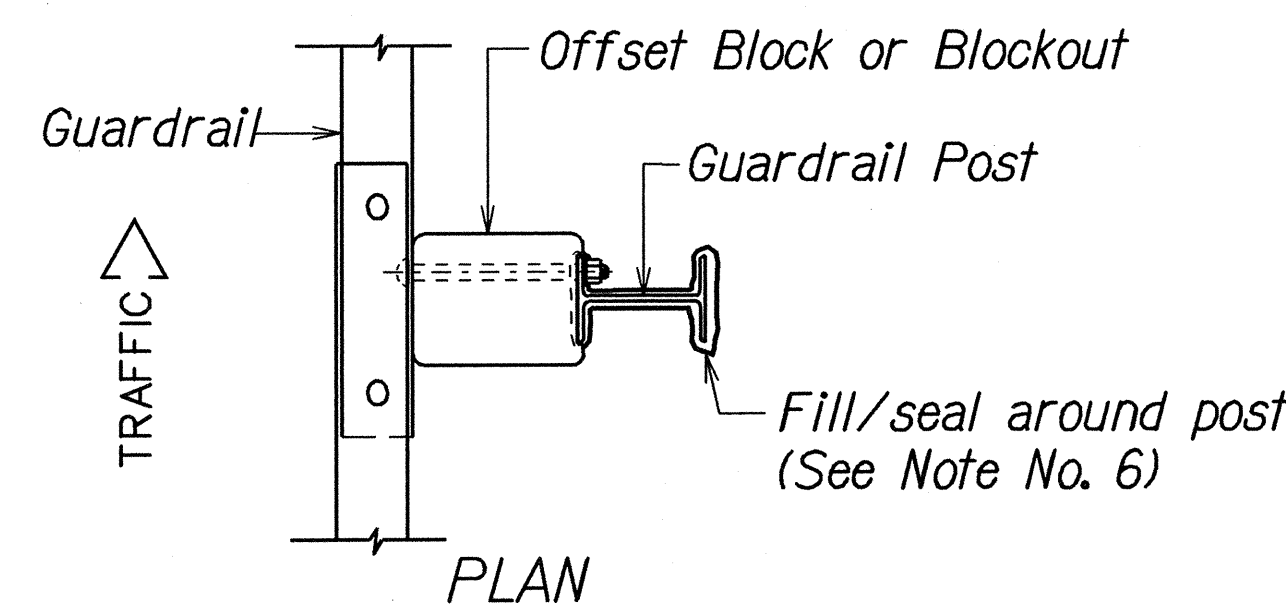 Offset Block or Blockout
Guardrail
Guardrail Post
TRAFFIC
Fill/seal around post
(See Note No. 6)
PLAN